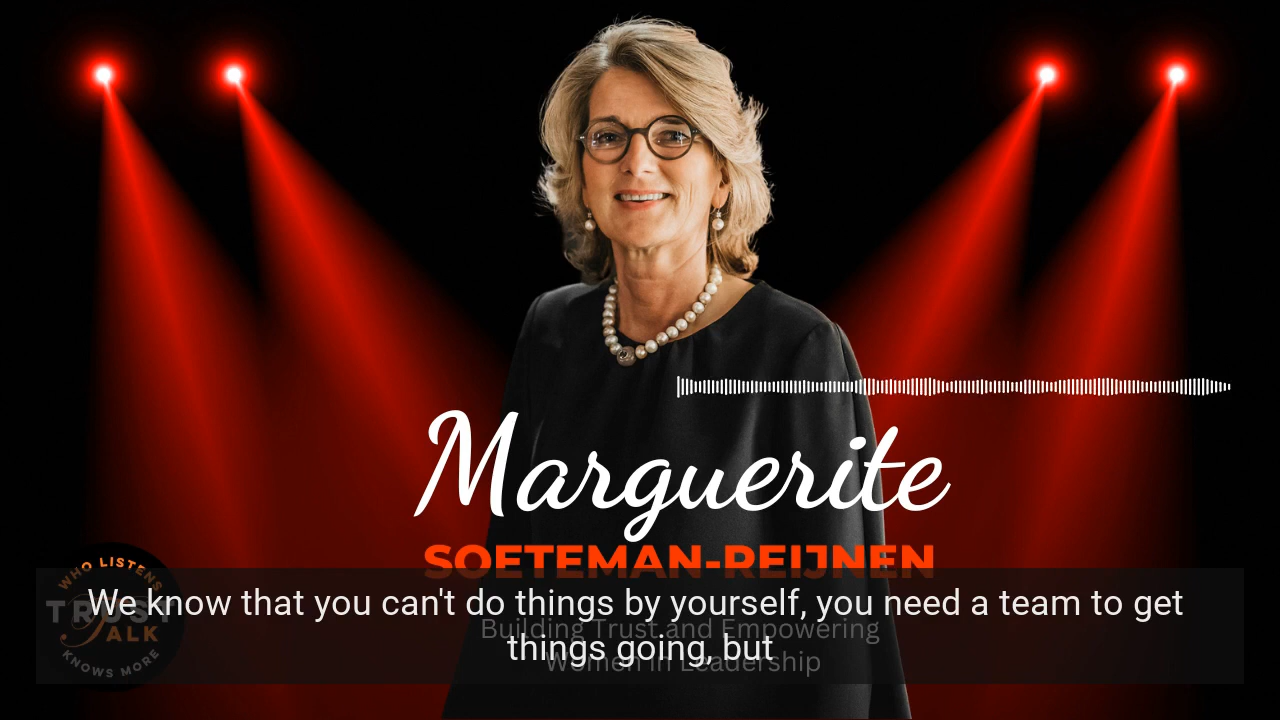 Marguerite
SOETEMAN-REIJNEN
WHO LISTENS
TRUST
TALK
KNOWS MORE
Building Trust and Empowering
Women in Leadership
We know that you can't do things by yourself, you need a team to get
things going, but